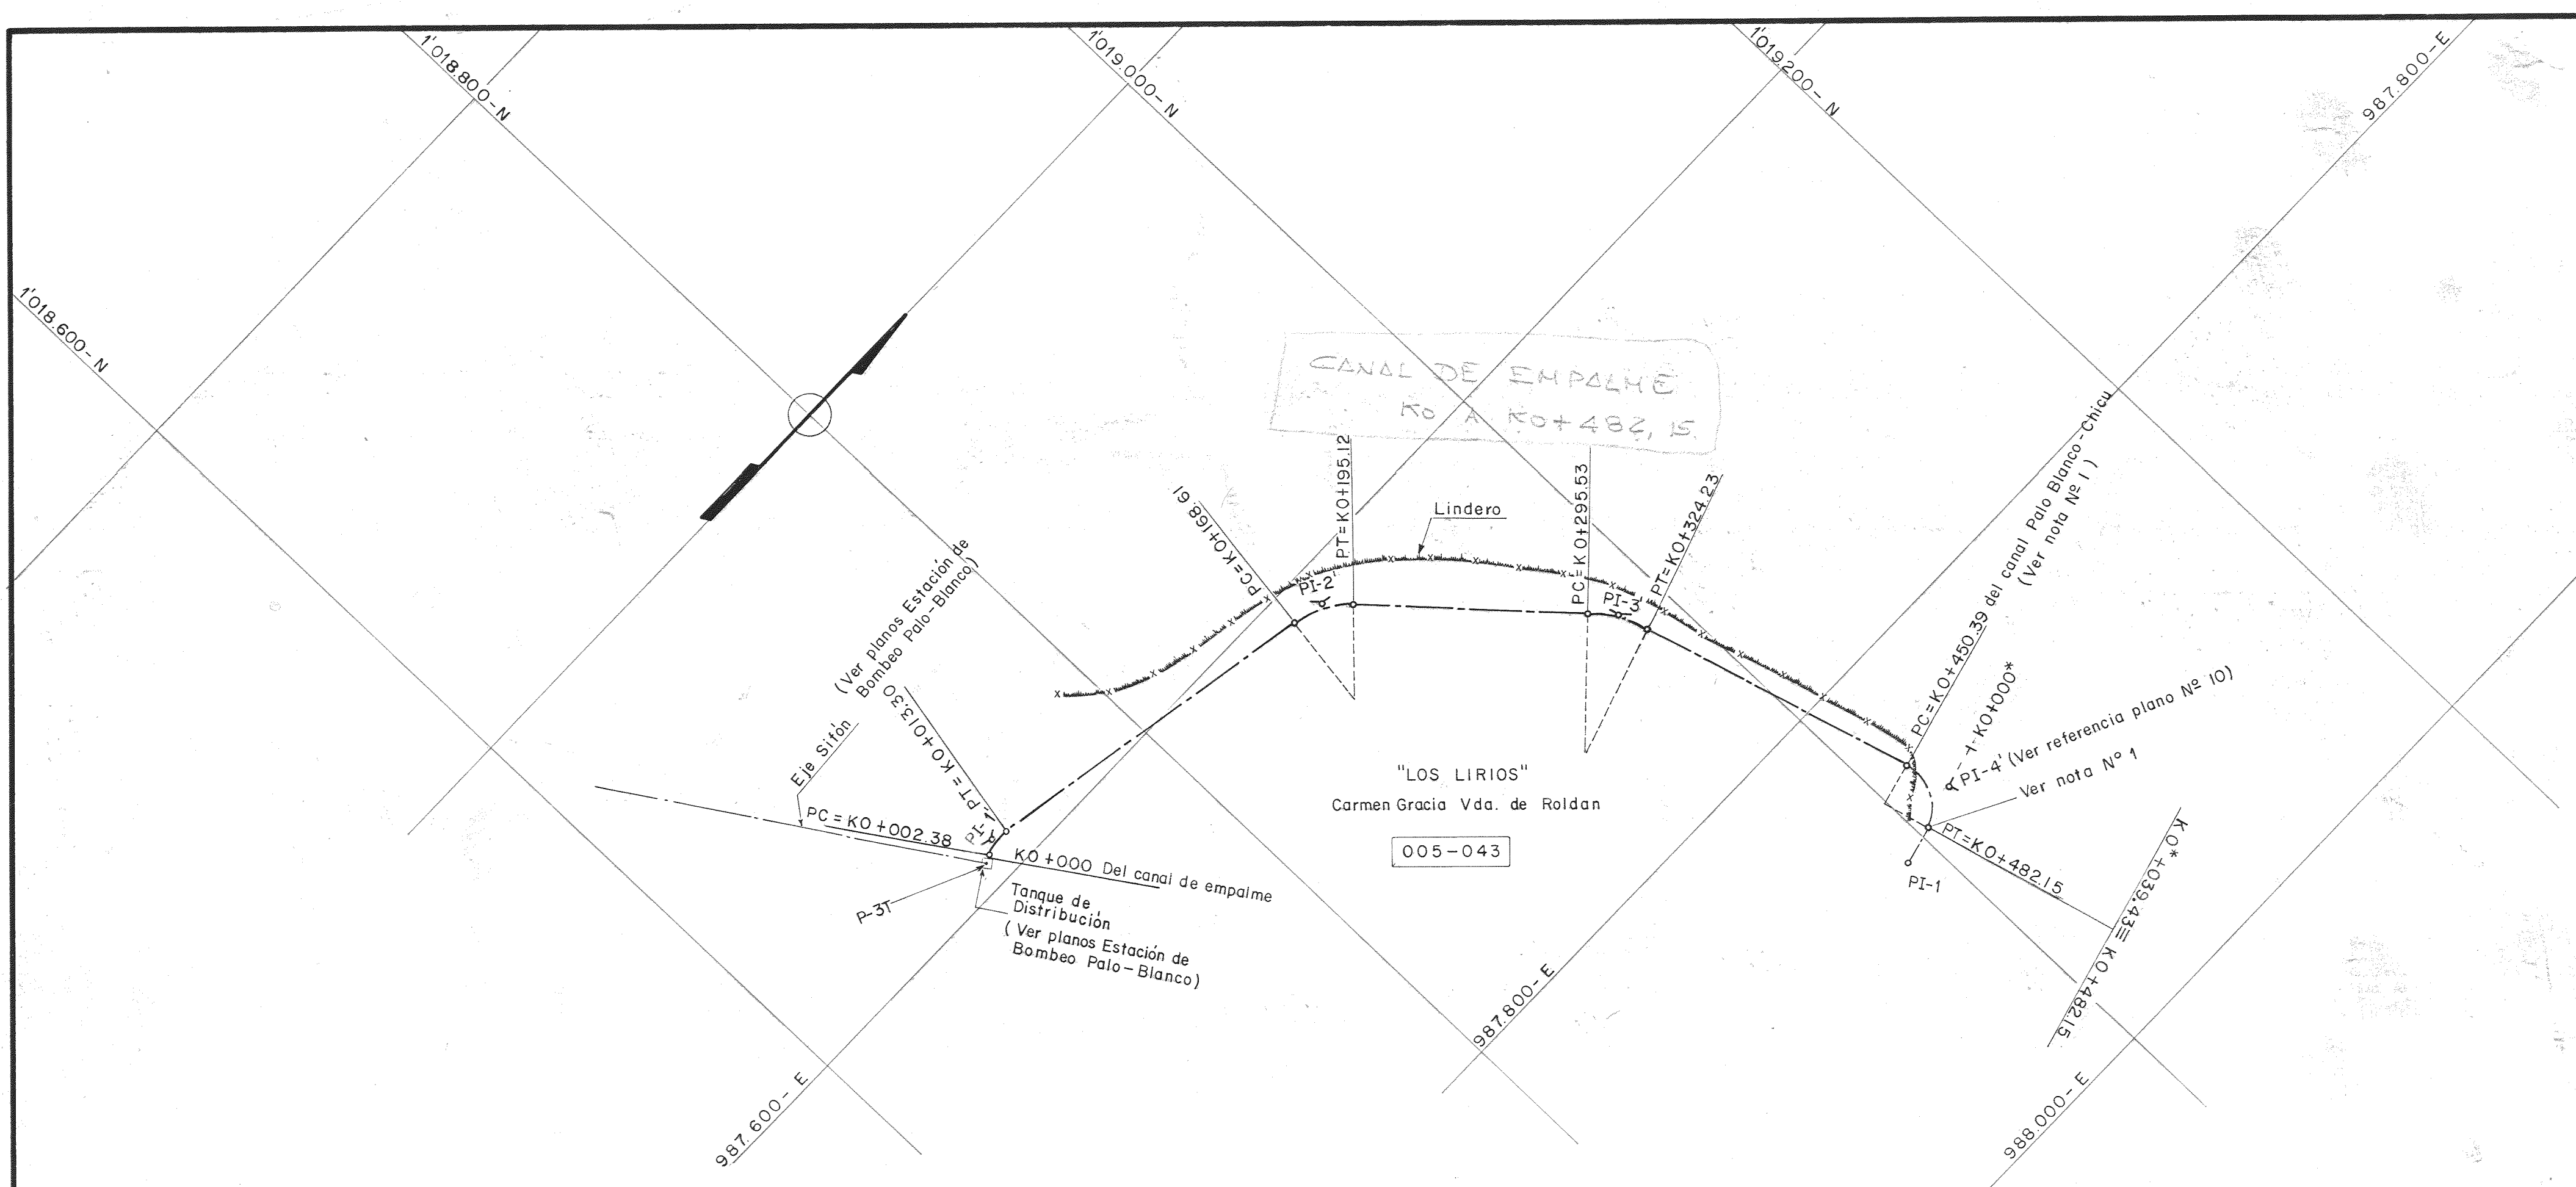 1'018.800-N
1'019.000-N
1'019.200-N
987.800-E
1'018.600-N
CANAL DE EMPALME
K0 A K0+482,15.
PC=K0+168.61
PT=K0+195.12
Lindero
PC=K0+295.53
PT=K0+324.23
PI-2'
PI-3'
(Ver planos Estación de
Bombeo Palo-Blanco)
Eje Sifón
PT=K0+013.30
PC=K0+002.38
PI-1'
K0+000 Del canal de empalme
P-3T
Tanque de
Distribución
(Ver planos Estación de
Bombeo Palo-Blanco)
"LOS LIRIOS"
Carmen Gracia Vda. de Roldan
005-043
PC=K0+450.39 del canal Palo Blanco-Chicu
(Ver nota Nº 1)
K0+000*
PI-4' (Ver referencia plano Nº 10)
Ver nota Nº 1
PT=K0+482.15
PI-1
K0*+039.43≡K0+482.15
987.600-E
987.800-E
988.000-E